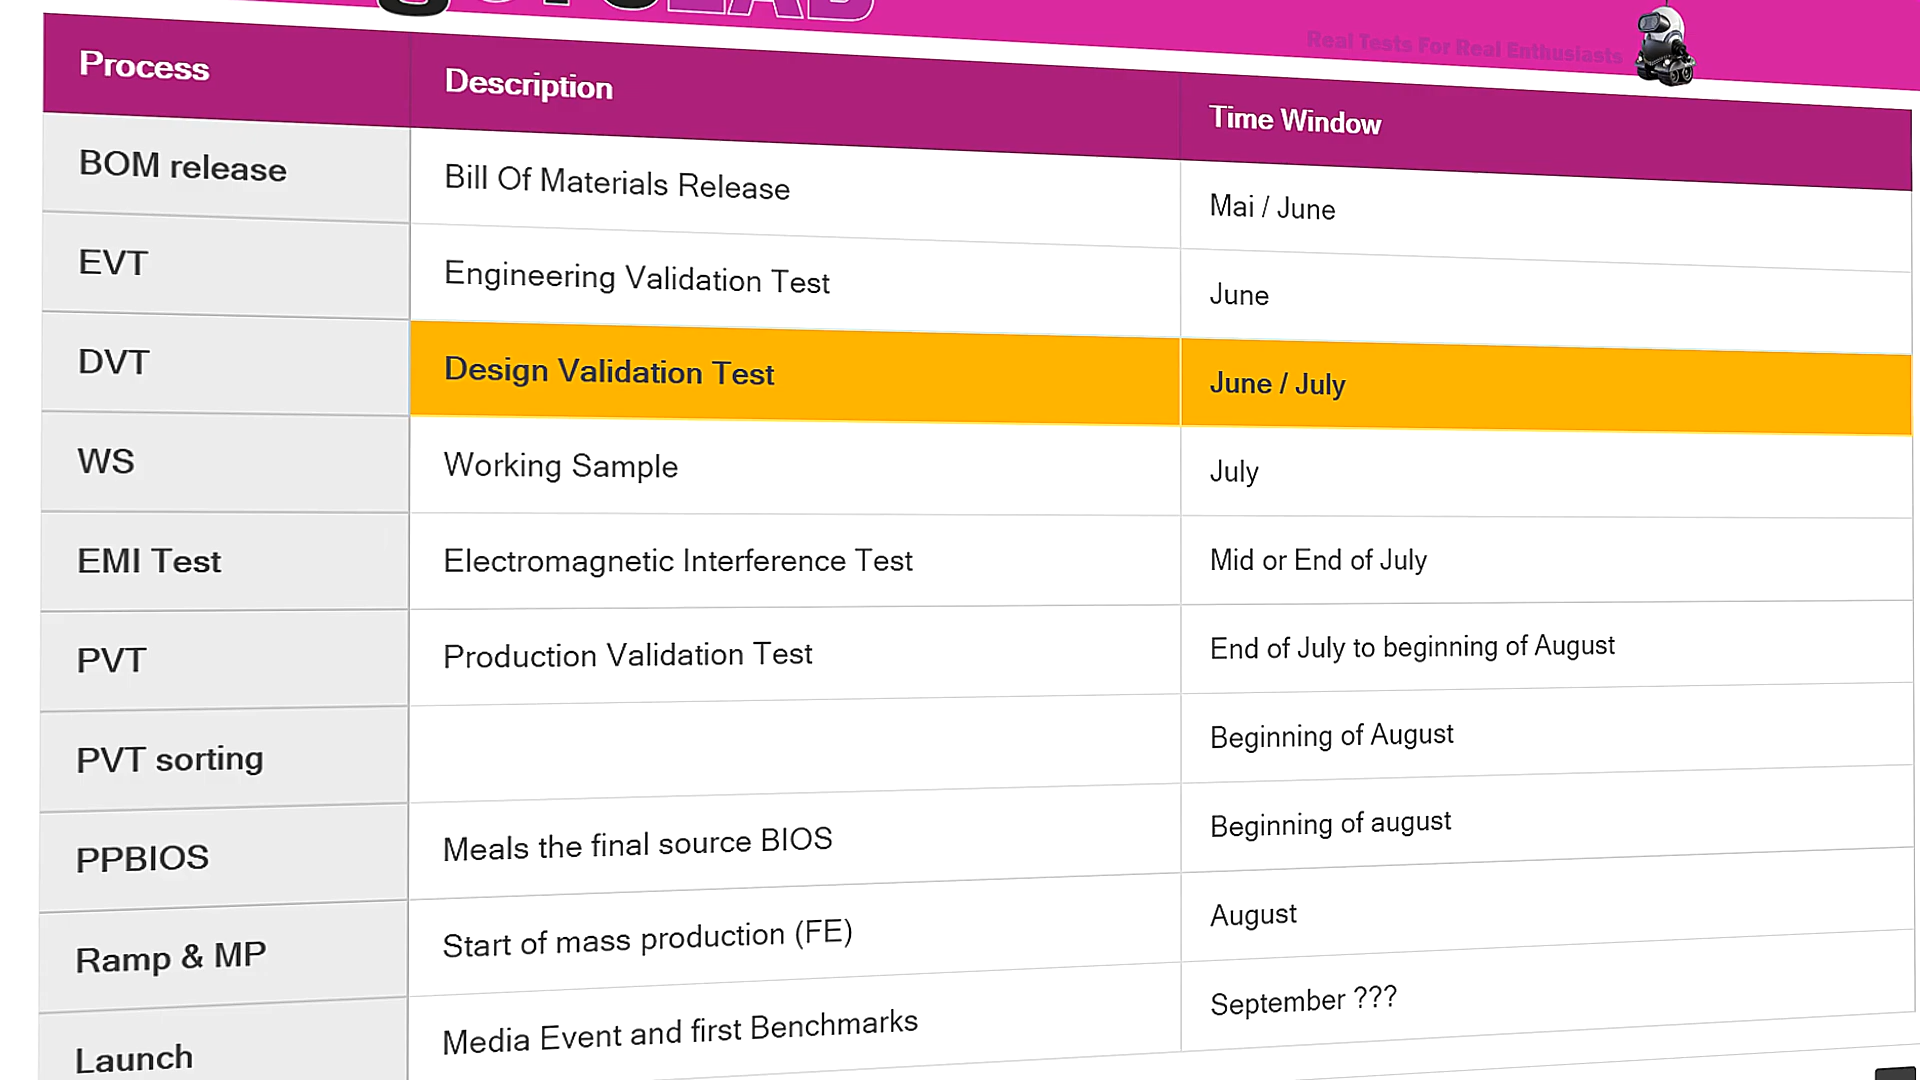 Real Tests For Real Enthusiasts
Process Description Time Window
BOM release Bill Of Materials Release Mai / June
EVT Engineering Validation Test June
DVT Design Validation Test June / July
WS Working Sample July
EMI Test Electromagnetic Interference Test Mid or End of July
PVT Production Validation Test End of July to beginning of August
PVT sorting Beginning of August
PPBIOS Meals the final source BIOS Beginning of august
Ramp & MP Start of mass production (FE) August
Launch Media Event and first Benchmarks September ???